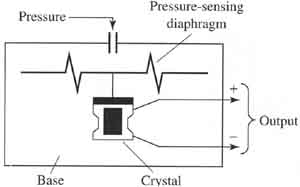 Pressure
Pressure-sensing
diaphragm
+
Output
−
Base
Crystal